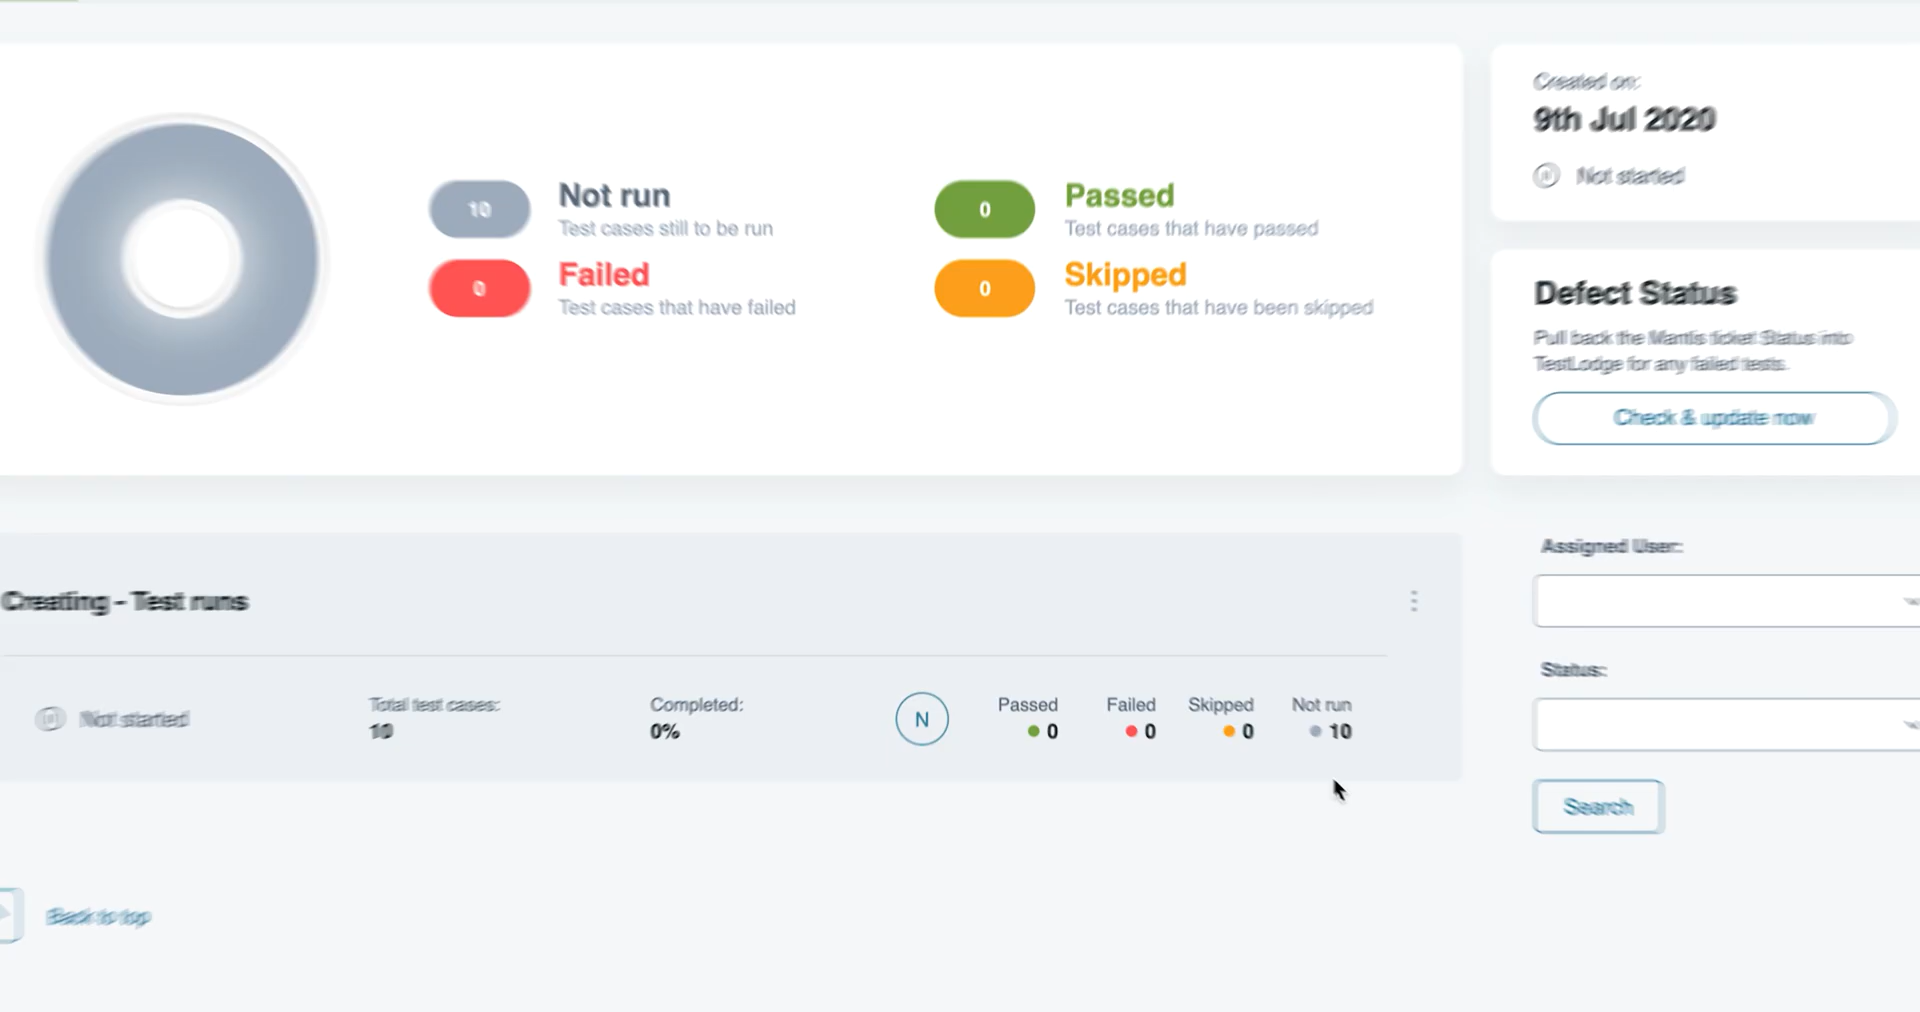 10
Not run
Test cases still to be run
0
Passed
Test cases that have passed
0
Failed
Test cases that have failed
0
Skipped
Test cases that have been skipped
Created on:
9th Jul 2020
Not started
Defect Status
Pull back the Mantis ticket Status into
TestLodge for any failed tests.
Check & update now
Creating - Test runs
Not started
Total test cases:
10
Completed:
0%
N
Passed
0
Failed
0
Skipped
0
Not run
10
Assigned User:
Status:
Search
Back to top